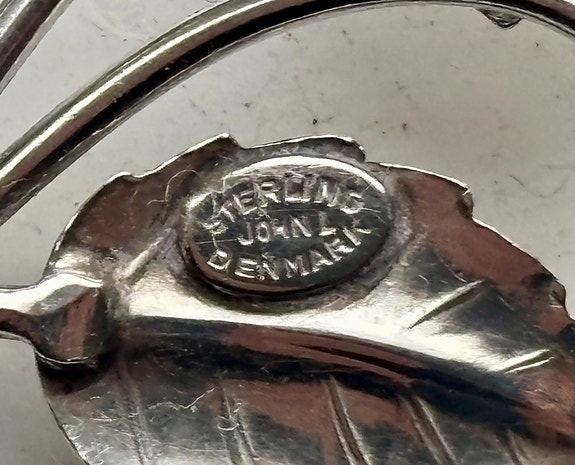 STERLING
JOHN L
DENMARK